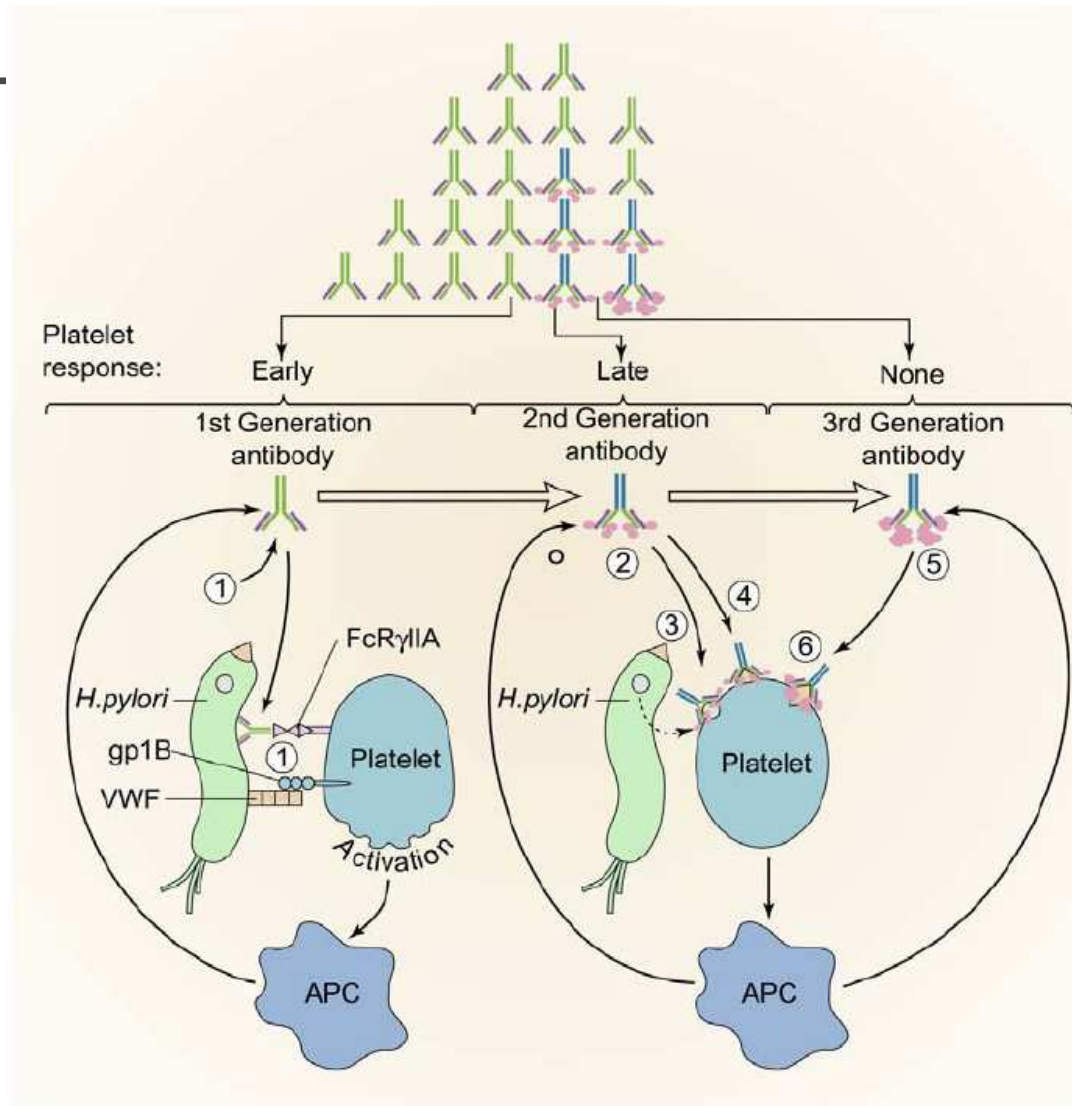 Platelet
response:
Early
Late
None
1st Generation
antibody
2nd Generation
antibody
3rd Generation
antibody
1
2
o
3
4
5
6
FcRγIIA
H.pylori
gp1B
1
VWF
Platelet
Activation
H.pylori
Platelet
APC
APC